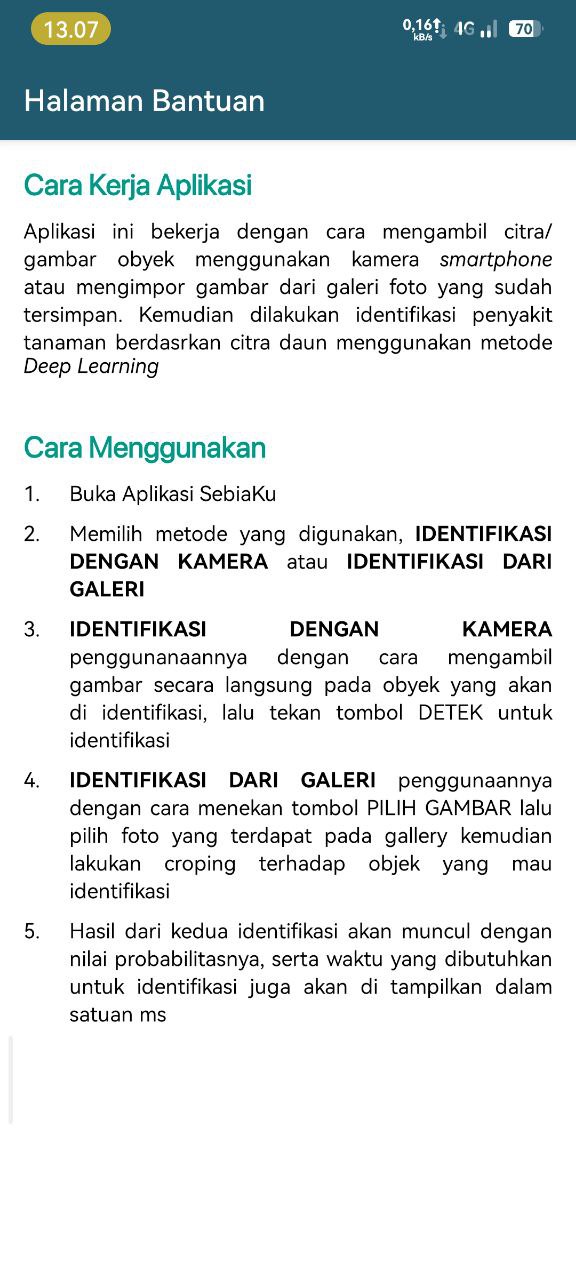 13.07
0,16
kB/s
4G
70
Halaman Bantuan
Cara Kerja Aplikasi
Aplikasi ini bekerja dengan cara mengambil citra/
gambar obyek menggunakan kamera smartphone
atau mengimpor gambar dari galeri foto yang sudah
tersimpan. Kemudian dilakukan identifikasi penyakit
tanaman berdasrkan citra daun menggunakan metode
Deep Learning
Cara Menggunakan
1. Buka Aplikasi SebiaKu
2. Memilih metode yang digunakan, IDENTIFIKASI
DENGAN KAMERA atau IDENTIFIKASI DARI
GALERI
3. IDENTIFIKASI DENGAN KAMERA
penggunanaannya dengan cara mengambil
gambar secara langsung pada obyek yang akan
di identifikasi, lalu tekan tombol DETEK untuk
identifikasi
4. IDENTIFIKASI DARI GALERI penggunaannya
dengan cara menekan tombol PILIH GAMBAR lalu
pilih foto yang terdapat pada gallery kemudian
lakukan croping terhadap objek yang mau
identifikasi
5. Hasil dari kedua identifikasi akan muncul dengan
nilai probabilitasnya, serta waktu yang dibutuhkan
untuk identifikasi juga akan di tampilkan dalam
satuan ms